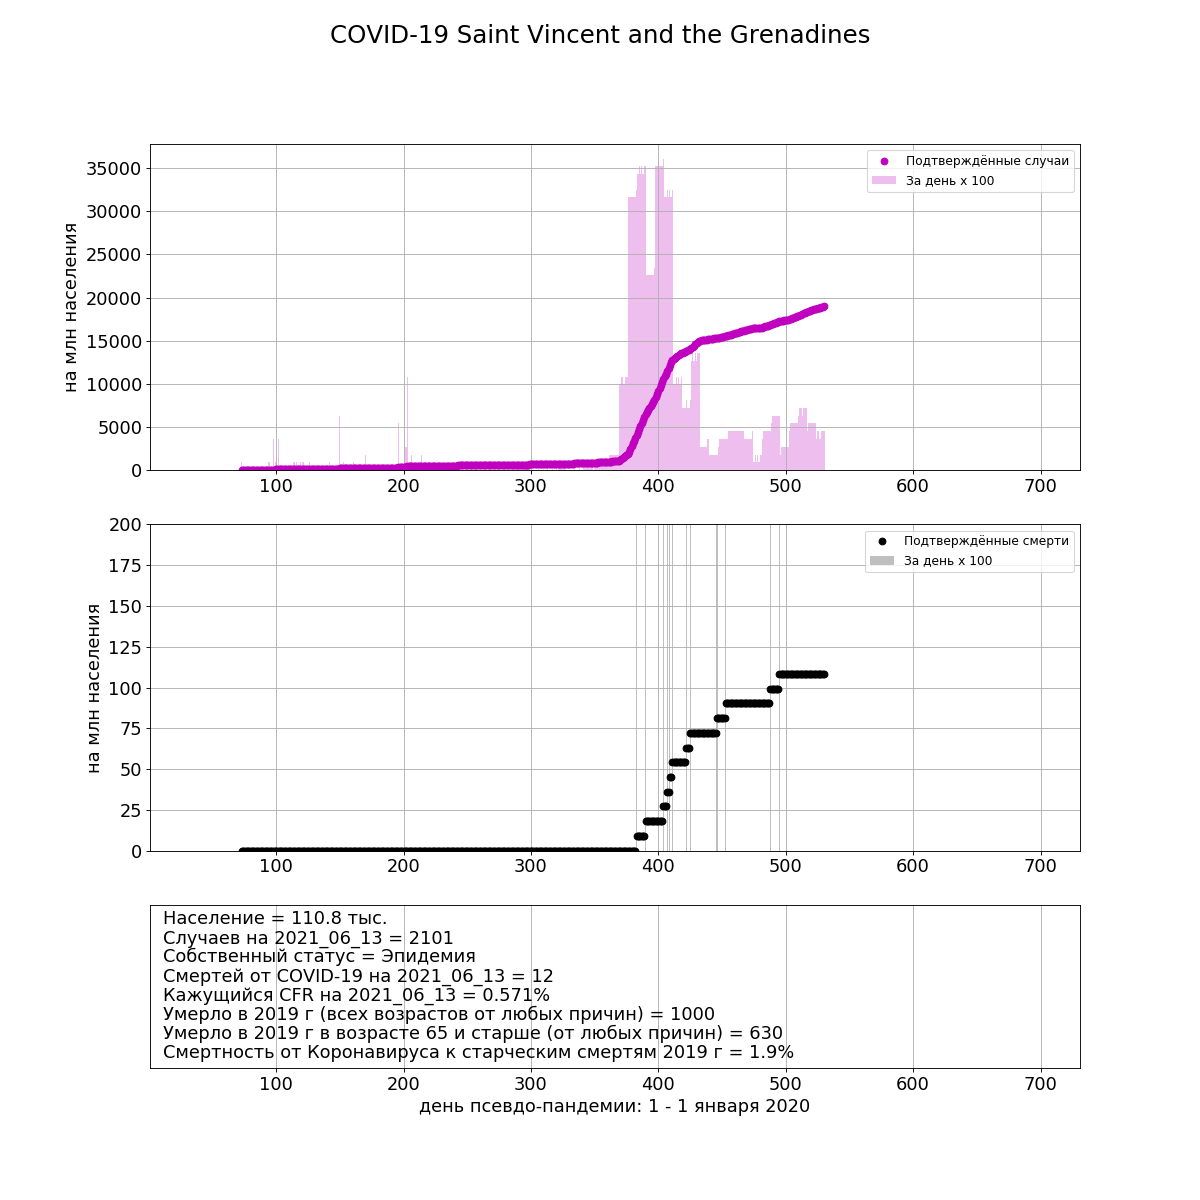 COVID-19 Saint Vincent and the Grenadines
35000
30000
25000
20000
15000
10000
5000
0
на млн населения
Подтверждённые случаи
За день x 100
100 200 300 400 500 600 700
200
175
150
125
100
75
50
25
0
на млн населения
Подтверждённые смерти
За день x 100
100 200 300 400 500 600 700
Население = 110.8 тыс.
Случаев на 2021_06_13 = 2101
Собственный статус = Эпидемия
Смертей от COVID-19 на 2021_06_13 = 12
Кажущийся CFR на 2021_06_13 = 0.571%
Умерло в 2019 г (всех возрастов от любых причин) = 1000
Умерло в 2019 г в возрасте 65 и старше (от любых причин) = 630
Смертность от Коронавируса к старческим смертям 2019 г = 1.9%
100 200 300 400 500 600 700
день псевдо-пандемии: 1 - 1 января 2020